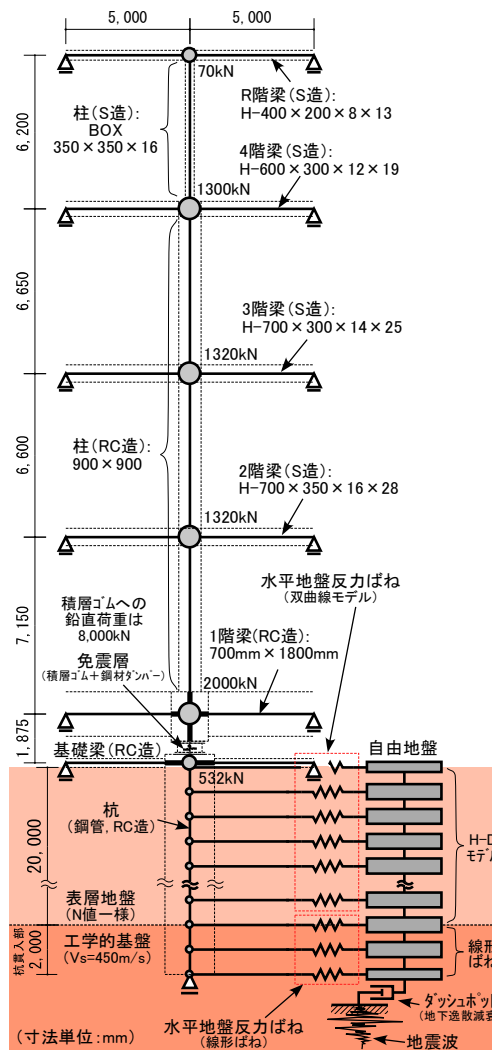 5,000
5,000
70kN
R階梁(S造):
H-400×200×8×13
柱(S造):
BOX
350×350×16
6,200
4階梁(S造):
H-600×300×12×19
1300kN
6,650
3階梁(S造):
H-700×300×14×25
1320kN
柱(RC造):
900×900
6,600
2階梁(S造):
H-700×350×16×28
1320kN
水平地盤反力ばね
(双曲線モデル)
7,150
積層ゴムへの
鉛直荷重は
8,000kN
1階梁(RC造):
700mm×1800mm
免震層
(積層ゴム+鋼材ダンパー)
2000kN
1,875
基礎梁(RC造)
自由地盤
532kN
杭
(鋼管,RC造)
H-D
モデル
20,000
表層地盤
(N値一様)
工学的基盤
(Vs=450m/s)
杭貫入部
2,000
線形
ばね
ダッシュポット
(地下逸散減衰
水平地盤反力ばね
(線形ばね)
地震波
(寸法単位:mm)